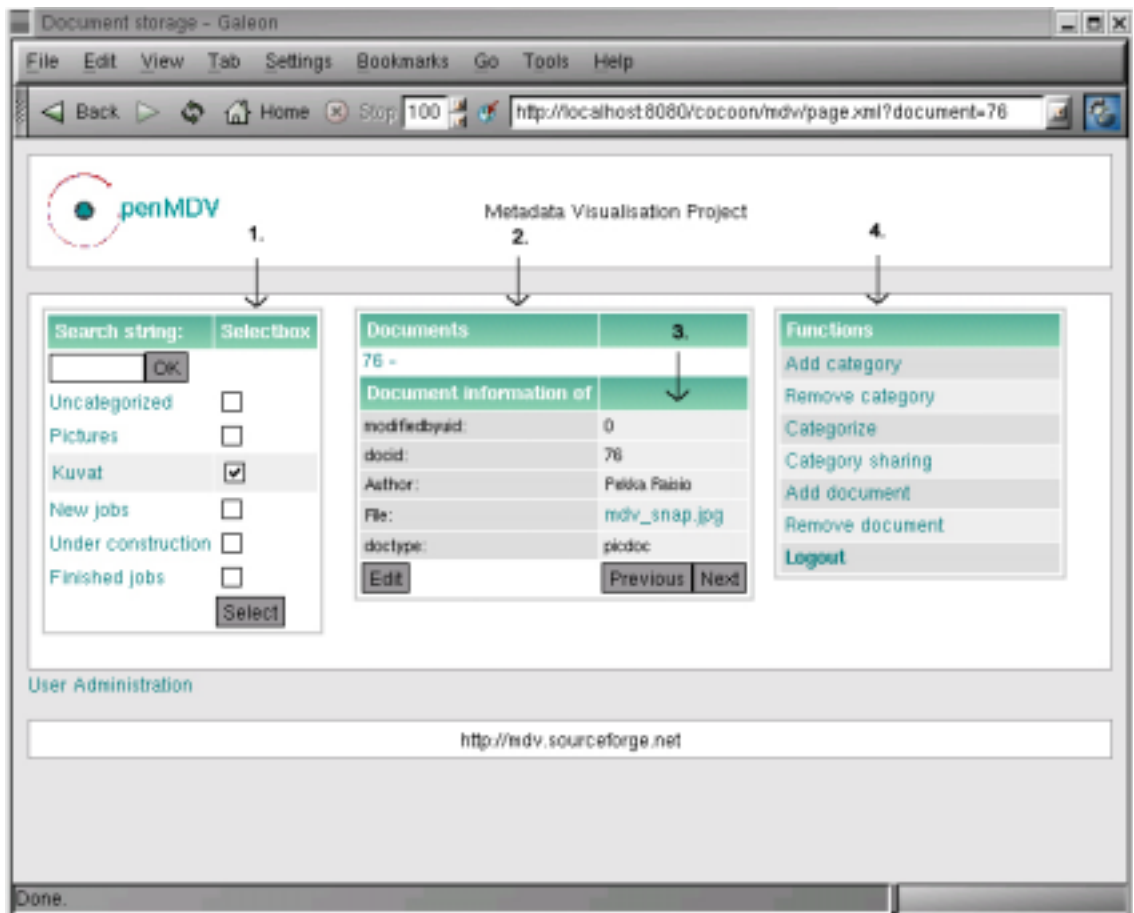 Document storage - Galeon
File Edit View Tab Settings Bookmarks Go Tools Help
Back Home Stop 100 http://localhost:8080/cocoon/mdv/page.xml?document=76
penMDV
Metadata Visualisation Project
1. 2. 4.
Search string: Selectbox
OK
Uncategorized
Pictures
Kuvat
New jobs
Under construction
Finished jobs
Select
Documents 3.
76 -
Document information of
modifiedbyuid: 0
docid: 76
Author: Pekka Raisio
File: mdv_snap.jpg
doctype: picdoc
Edit Previous Next
Functions
Add category
Remove category
Categorize
Category sharing
Add document
Remove document
Logout
User Administration
http://mdv.sourceforge.net
Done.